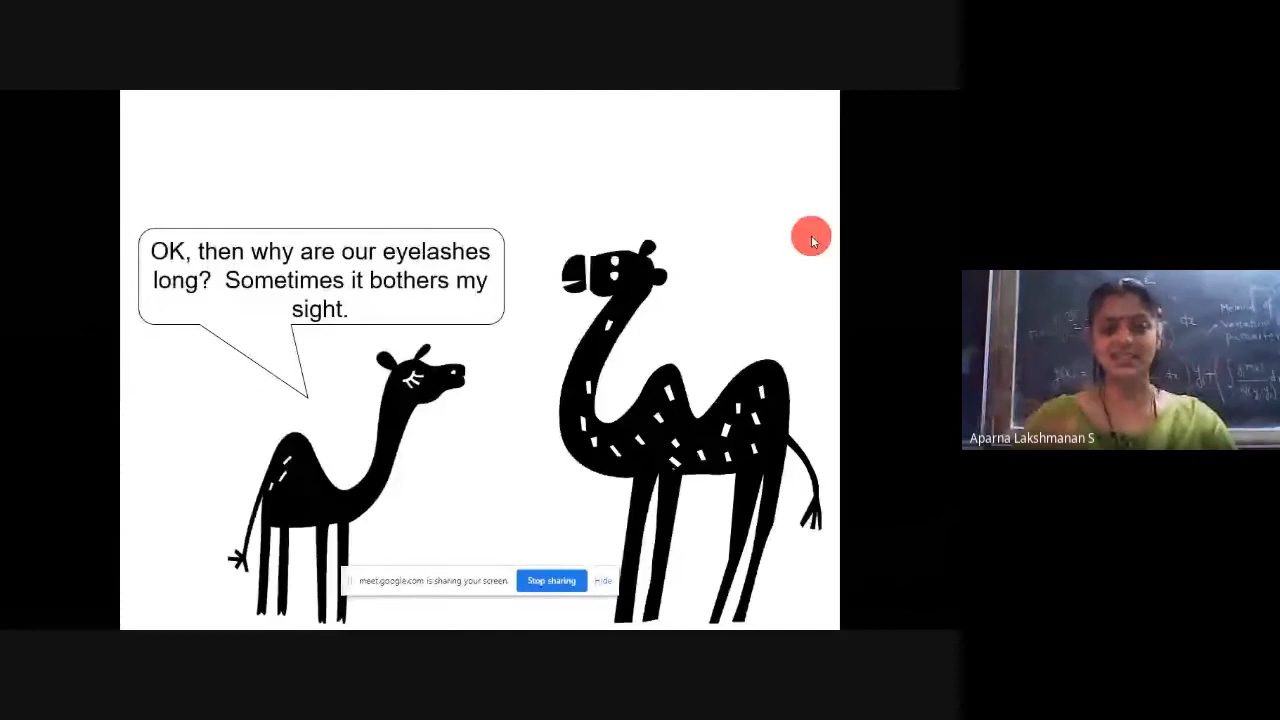 OK, then why are our eyelashes
long?  Sometimes it bothers my
sight.
meet.google.com is sharing your screen.
Stop sharing
Hide
Aparna Lakshmanan S